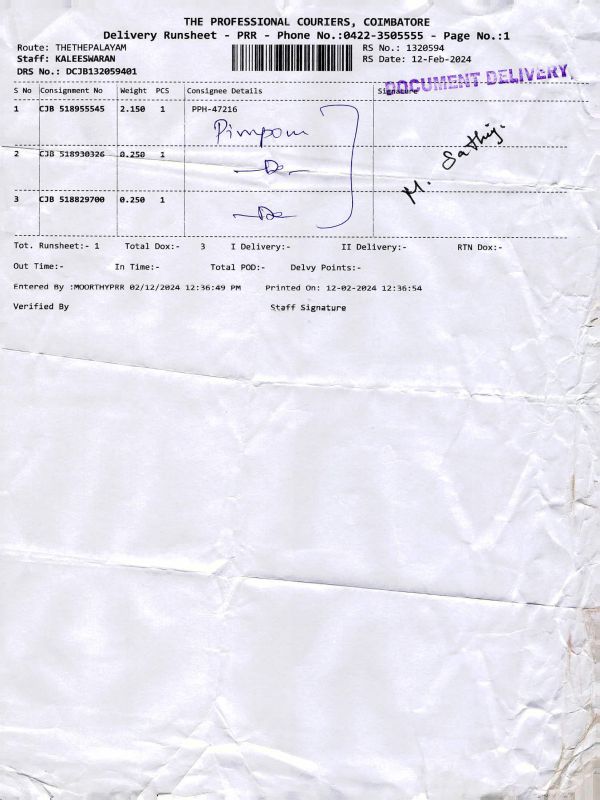 THE PROFESSIONAL COURIERS, COIMBATORE
Delivery Runsheet - PRR - Phone No.:0422-3505555 - Page No.:1
Route: THETHEPALAYAM RS No.: 1320594
Staff: KALEESWARAN RS Date: 12-Feb-2024
DRS No.: DCJB132059401
DOCUMENT DELIVERY
S No Consignment No Weight PCS Consignee Details Signature
1 CJB 518955545 2.150 1 PPH-47216
Pimpom
2 CJB 518930326 0.250 1
-Do-
M. Sathiy.
3 CJB 518829700 0.250 1
-Do
Tot. Runsheet:- 1 Total Dox:- 3 I Delivery:- II Delivery:- RTN Dox:-
Out Time:- In Time:- Total POD:- Delvy Points:-
Entered By :MOORTHYPRR 02/12/2024 12:36:49 PM Printed On: 12-02-2024 12:36:54
Verified By Staff Signature